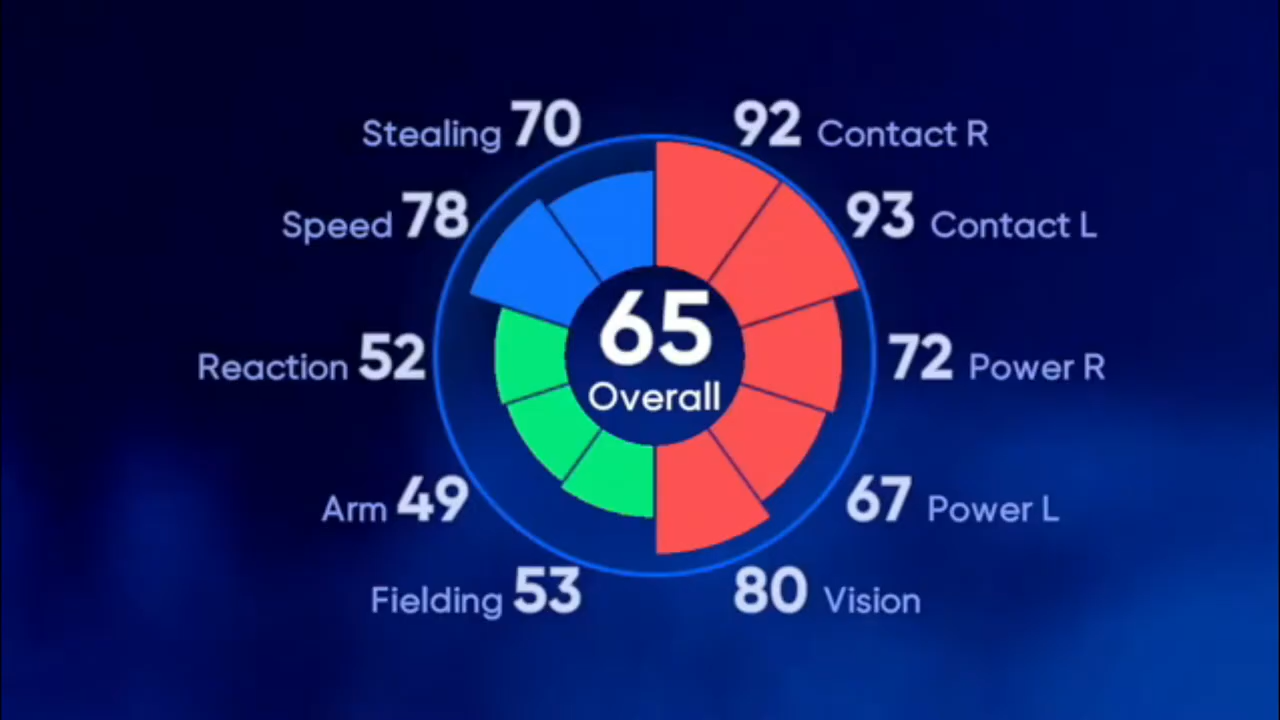 Stealing 70
92 Contact R
Speed 78
93 Contact L
65
Overall
Reaction 52
72 Power R
Arm 49
67 Power L
Fielding 53
80 Vision